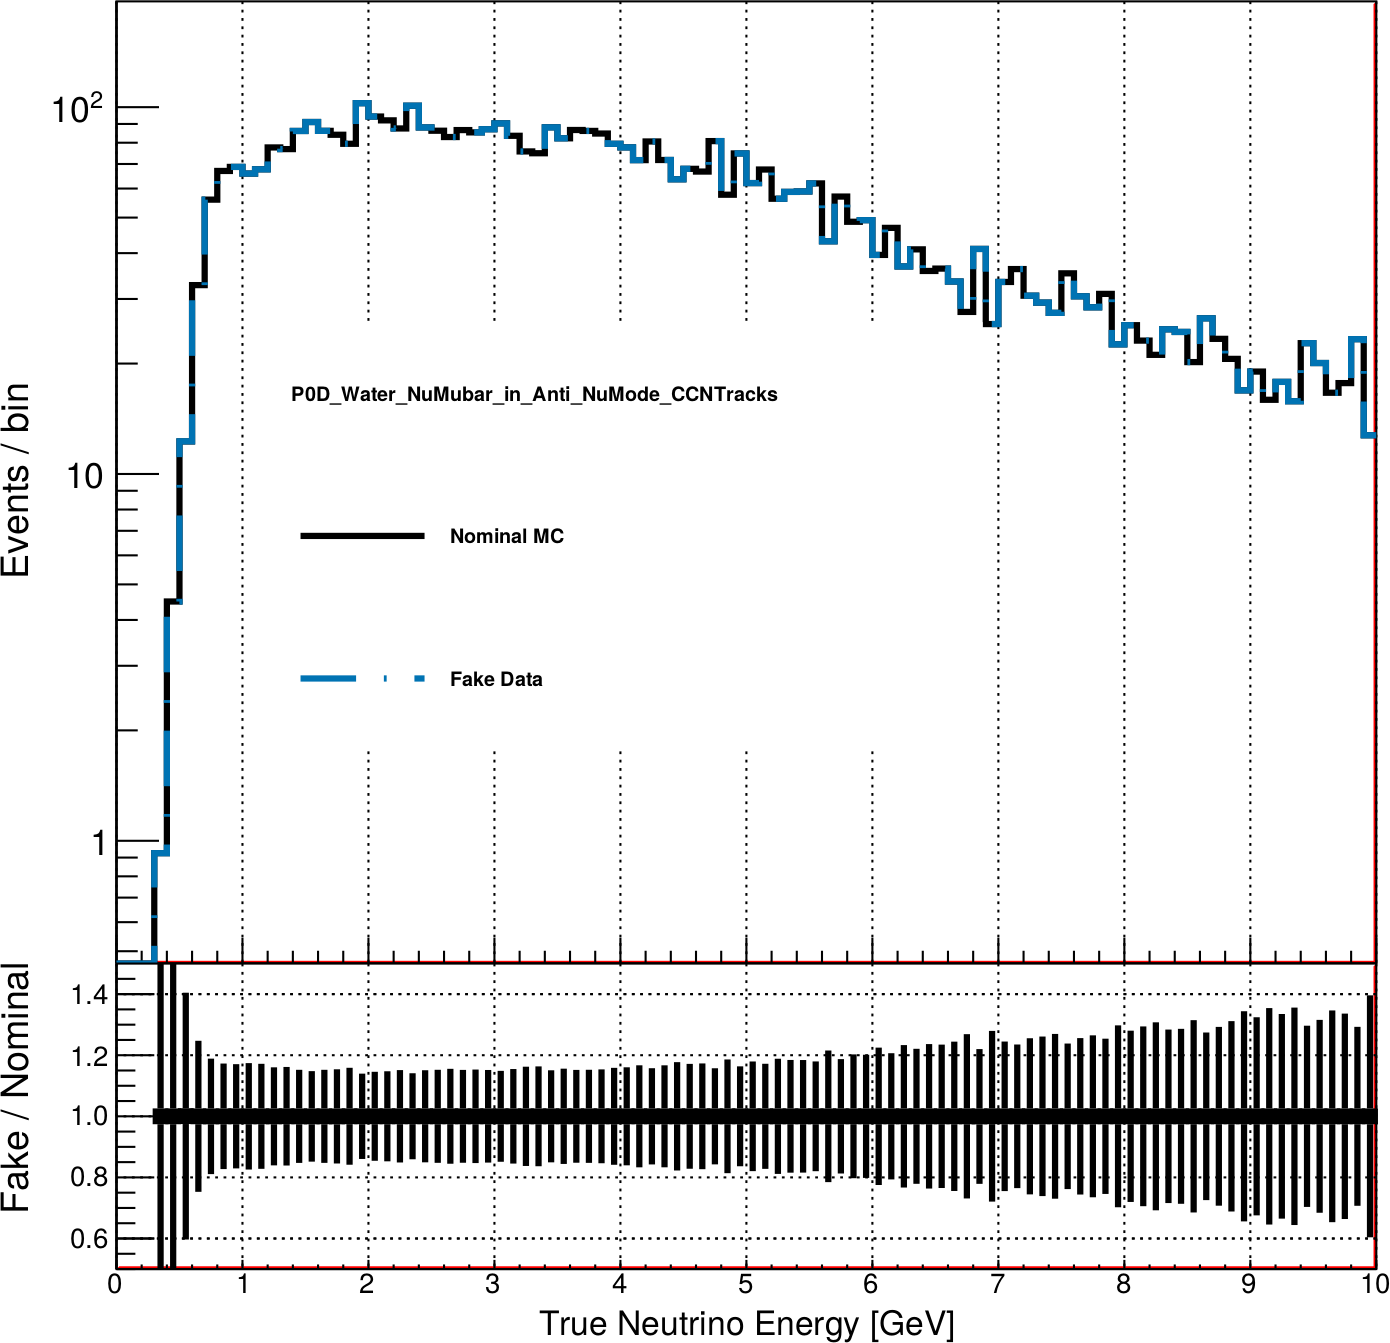 10²
10
1
Events / bin
P0D_Water_NuMubar_in_Anti_NuMode_CCNTracks
Nominal MC
Fake Data
1.4
1.2
1.0
0.8
0.6
Fake / Nominal
0 1 2 3 4 5 6 7 8 9 10
True Neutrino Energy [GeV]